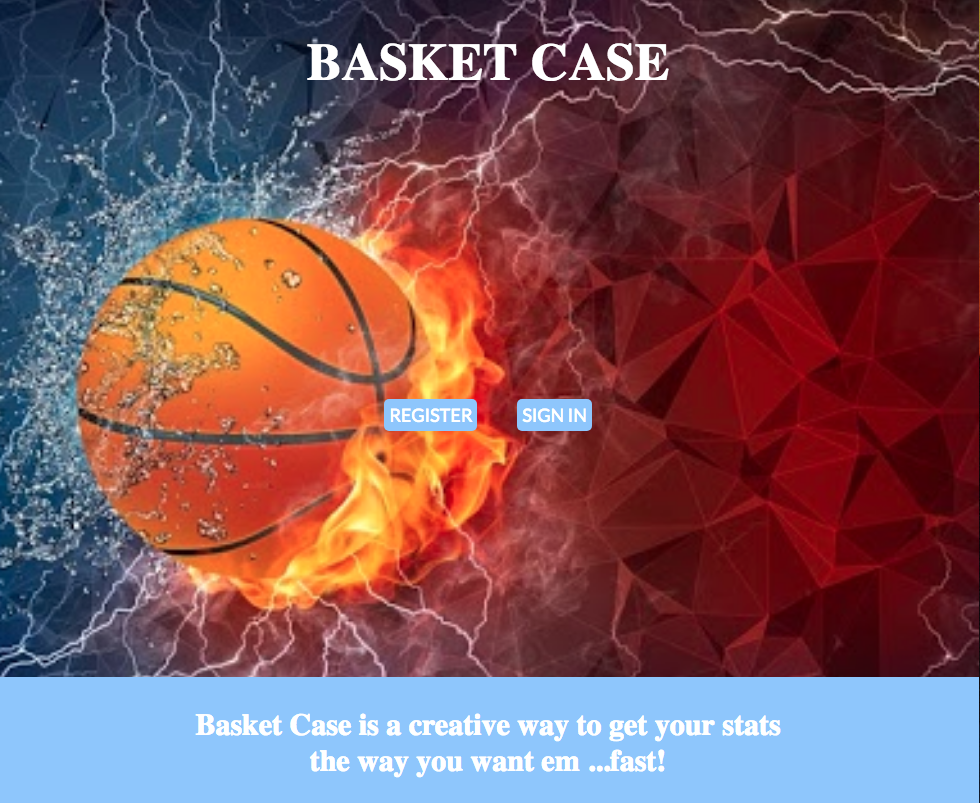 BASKET CASE
REGISTER SIGN IN
Basket Case is a creative way to get your stats
the way you want em ...fast!